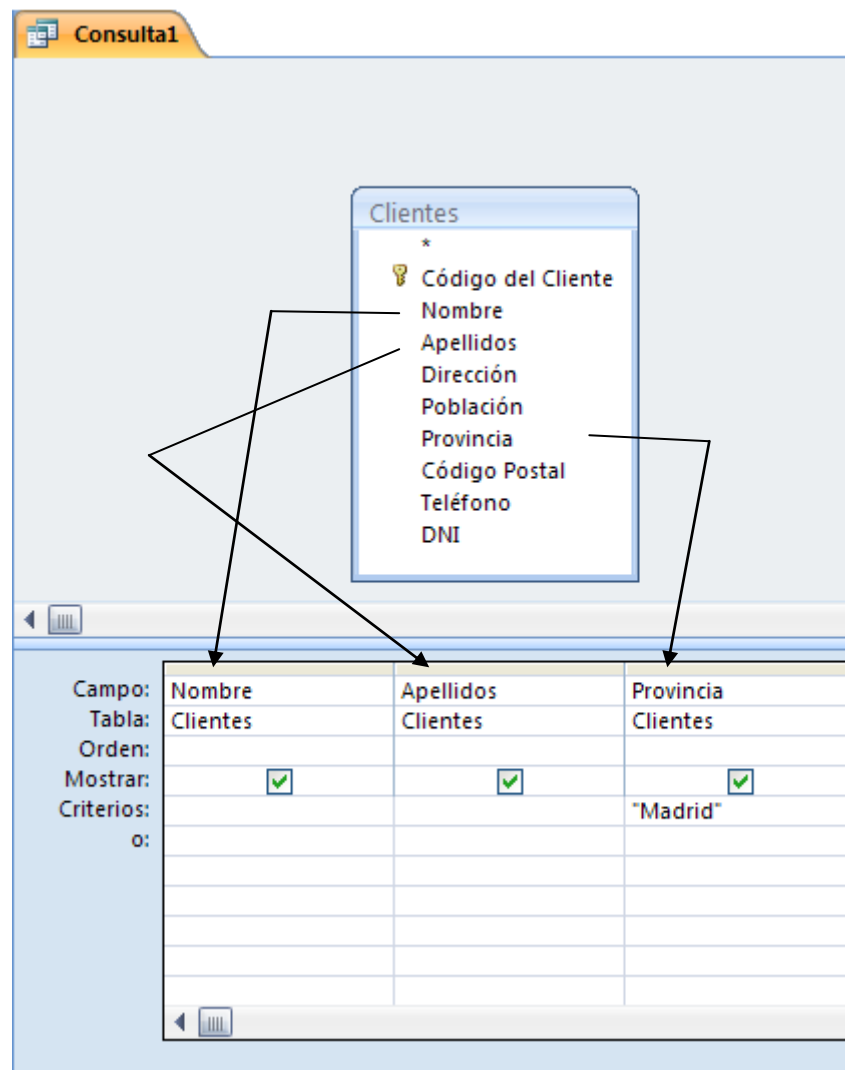 Consulta1
Clientes
*
Código del Cliente
Nombre
Apellidos
Dirección
Población
Provincia
Código Postal
Teléfono
DNI
Campo: Nombre Apellidos Provincia
Tabla: Clientes Clientes Clientes
Orden:
Mostrar:
Criterios: "Madrid"
o: